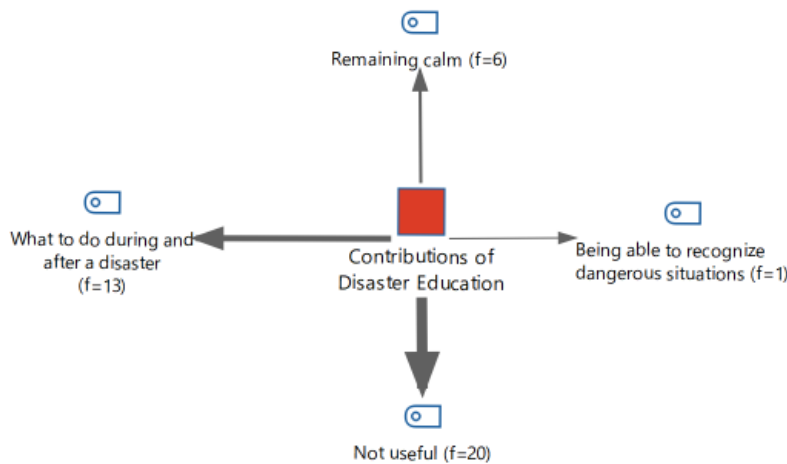 Remaining calm (f=6)
What to do during and
after a disaster
(f=13)
Contributions of
Disaster Education
Being able to recognize
dangerous situations (f=1)
Not useful (f=20)